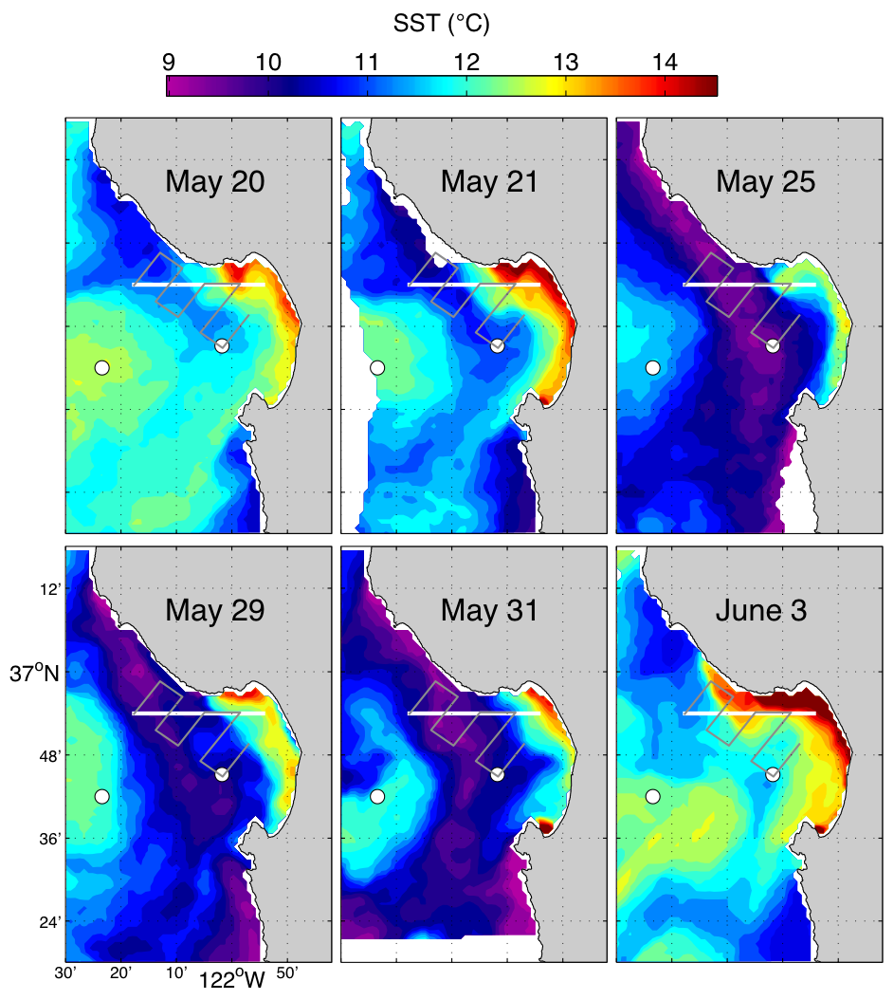 SST (°C)
9 10 11 12 13 14
May 20 May 21 May 25
May 29 May 31 June 3
12'
37°N
48'
36'
24'
30' 20' 10' 122°W 50'